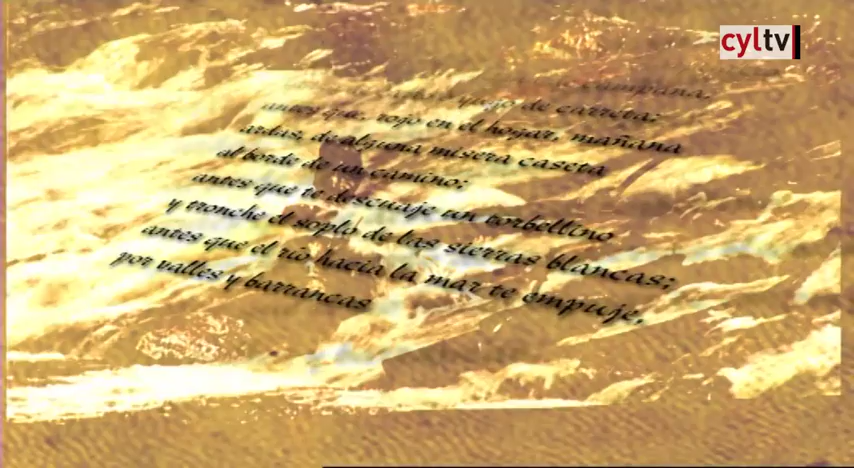 cyltv
campana,
yugo de carreta;
antes que, rojo en el hogar, mañana
ardas, de alguna mísera caseta
al borde de un camino;
antes que te descuaje un torbellino
y tronche el soplo de las sierras blancas;
antes que el río hacia la mar te empuje,
por valles y barrancas